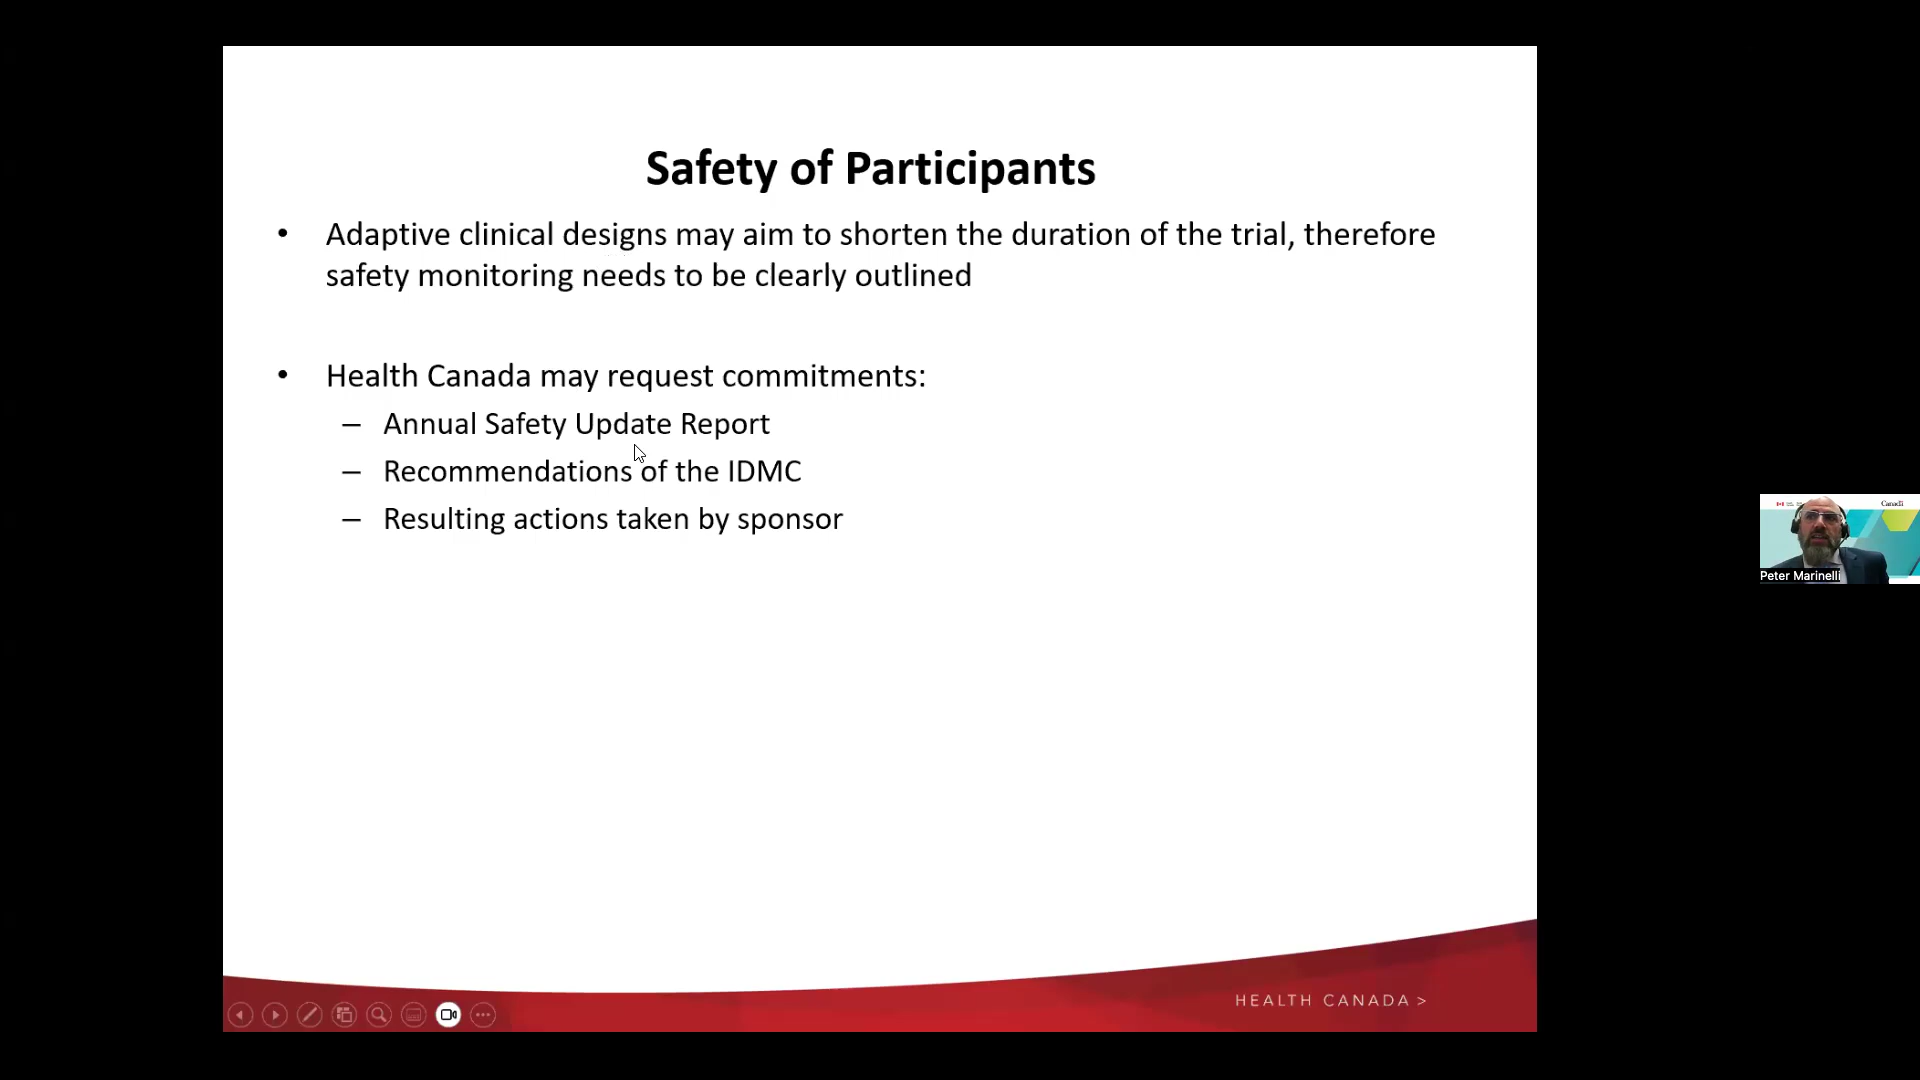 Safety of Participants
• Adaptive clinical designs may aim to shorten the duration of the trial, therefore
safety monitoring needs to be clearly outlined
• Health Canada may request commitments:
– Annual Safety Update Report
– Recommendations of the IDMC
– Resulting actions taken by sponsor
HEALTH CANADA >
Canada
Peter Marinelli